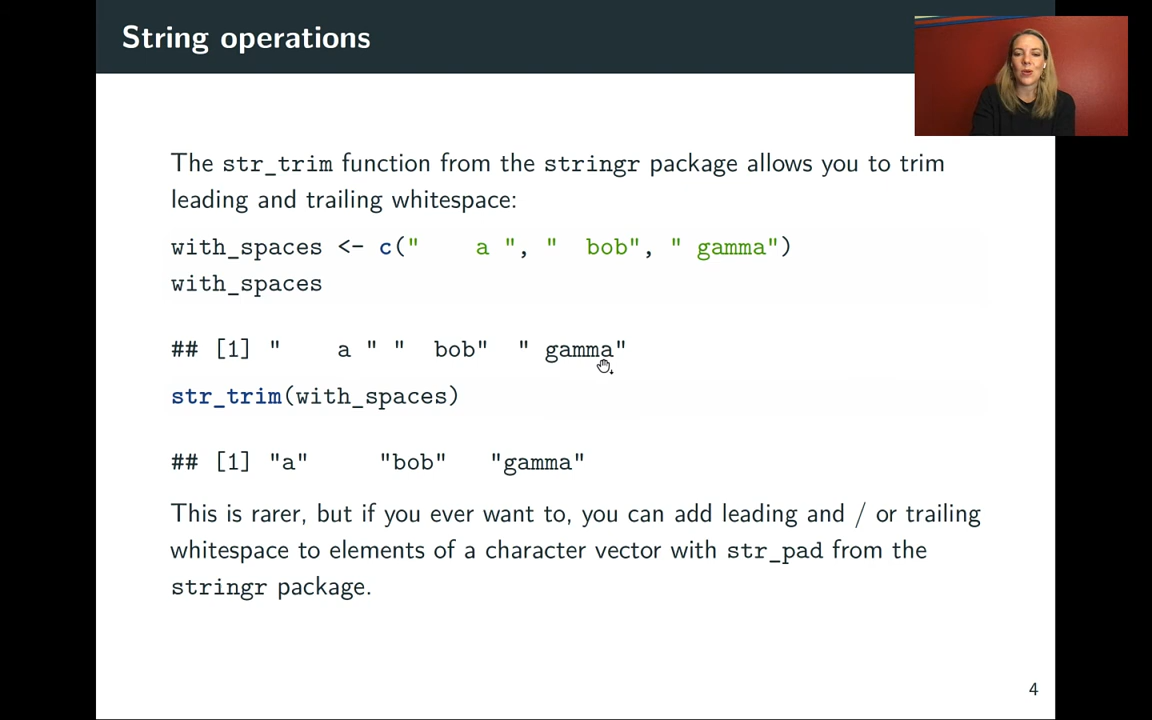 String operations
The str_trim function from the stringr package allows you to trim
leading and trailing whitespace:
with_spaces <- c("    a ", "  bob", " gamma")
with_spaces
## [1] "    a " "  bob"  " gamma"
str_trim(with_spaces)
## [1] "a"     "bob"   "gamma"
This is rarer, but if you ever want to, you can add leading and / or trailing
whitespace to elements of a character vector with str_pad from the
stringr package.
4